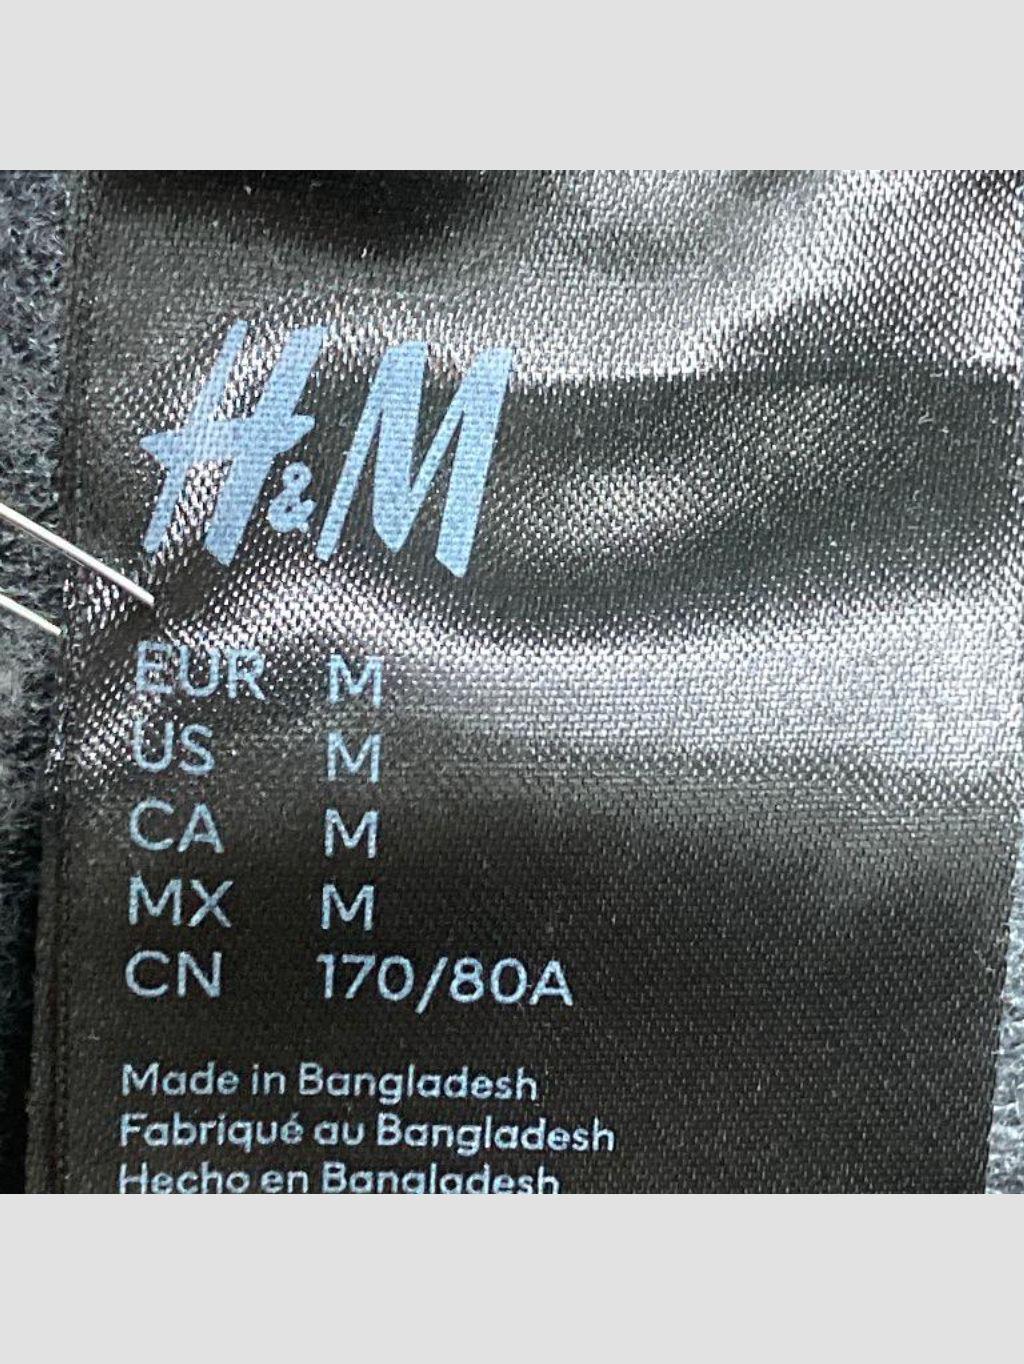 H&M
EUR M
US M
CA M
MX M
CN 170/80A
Made in Bangladesh
Fabriqué au Bangladesh
Hecho en Bangladesh